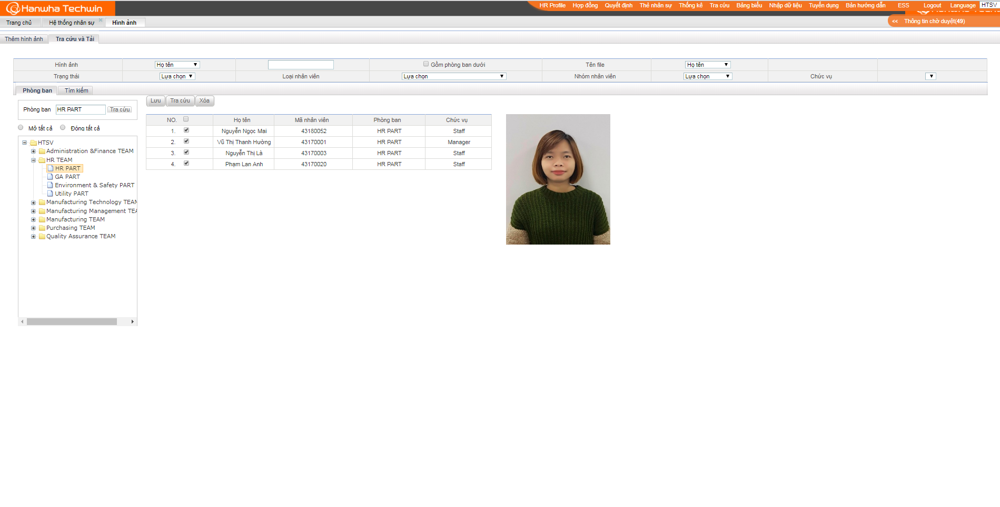 Hanwha Techwin
HR Profile Hợp đồng Quyết định Thẻ nhân sự Thống kê Tra cứu Bảng biểu Nhập dữ liệu Tuyển dụng Bản hướng dẫn ESS Logout Language HTSV
Trang chủ Hệ thống nhân sự Hình ảnh
<< Thông tin chờ duyệt(49)
Thêm hình ảnh Tra cứu và Tải
Hình ảnh Họ tên Gồm phòng ban dưới Tên file Họ tên
Trạng thái Lựa chọn Loại nhân viên Lựa chọn Nhóm nhân viên Lựa chọn Chức vụ
Phòng ban Tìm kiếm
Lưu Tra cứu Xóa
Phòng ban HR PART Tra cứu
Mở tất cả Đóng tất cả
HTSV
Administration &Finance TEAM
HR TEAM
HR PART
GA PART
Environment & Safety PART
Utility PART
Manufacturing Technology TEAM
Manufacturing Management TEA
Manufacturing TEAM
Purchasing TEAM
Quality Assurance TEAM
NO. Họ tên Mã nhân viên Phòng ban Chức vụ
1. Nguyễn Ngọc Mai 43180052 HR PART Staff
2. Vũ Thị Thanh Hường 43170001 HR PART Manager
3. Nguyễn Thị Là 43170003 HR PART Staff
4. Phạm Lan Anh 43170020 HR PART Staff